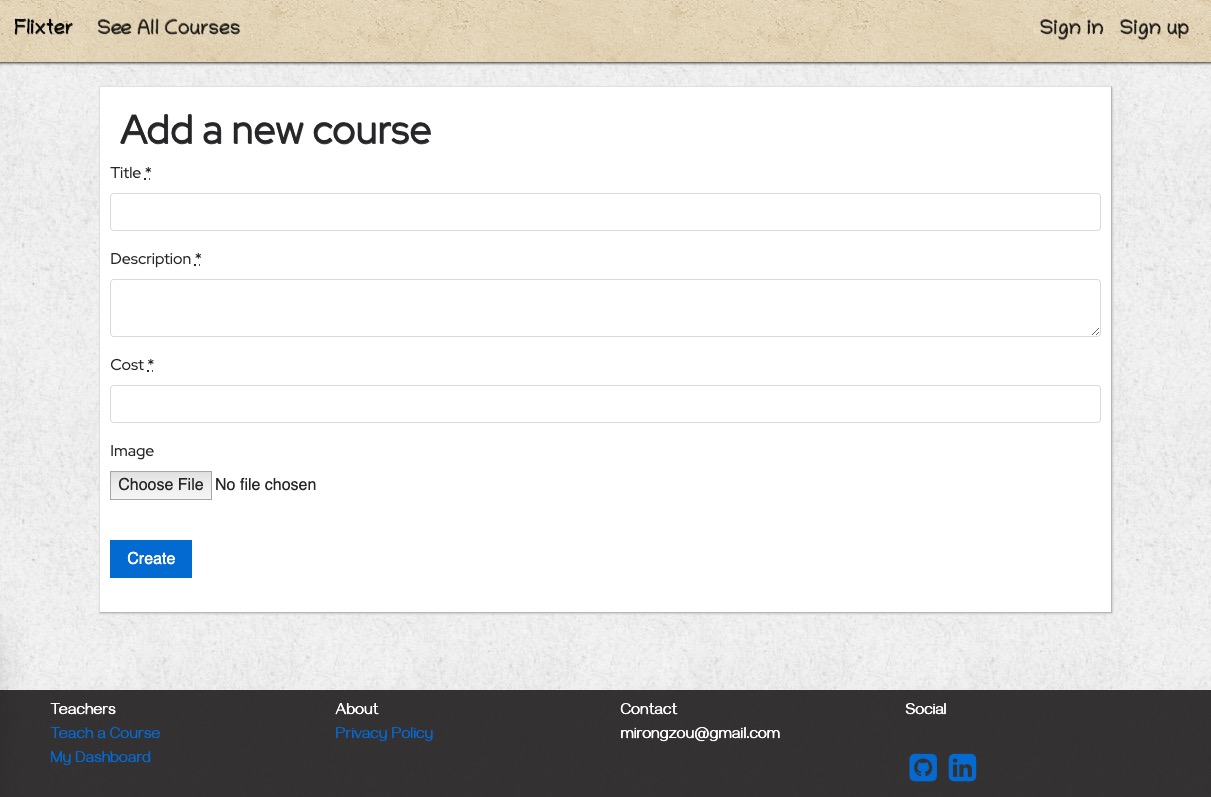 Flixter See All Courses Sign in Sign up
Add a new course
Title *
Description *
Cost *
Image
Choose File No file chosen
Create
Teachers About Contact Social
Teach a Course Privacy Policy mirongzou@gmail.com
My Dashboard
in